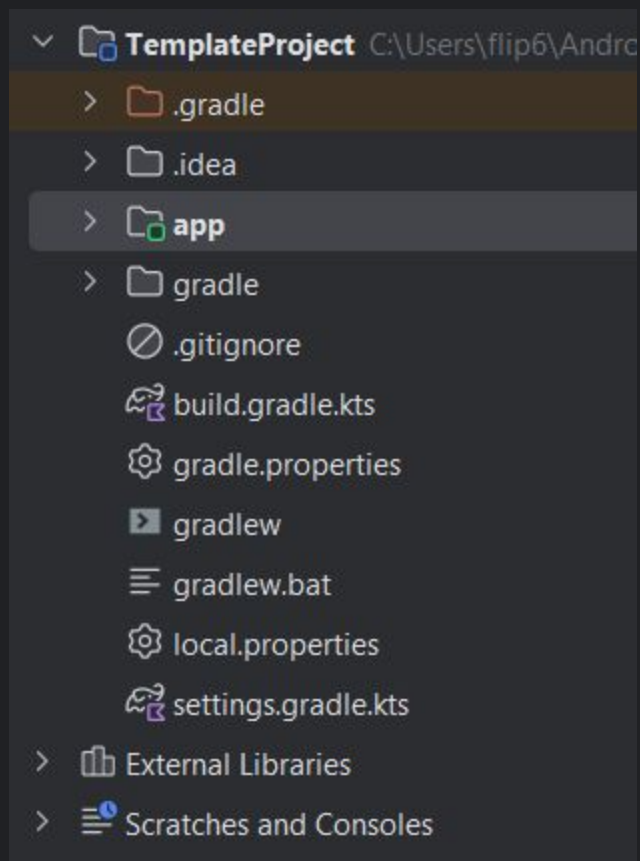 TemplateProject C:\Users\flip6\Andro
.gradle
.idea
app
gradle
.gitignore
build.gradle.kts
gradle.properties
gradlew
gradlew.bat
local.properties
settings.gradle.kts
External Libraries
Scratches and Consoles